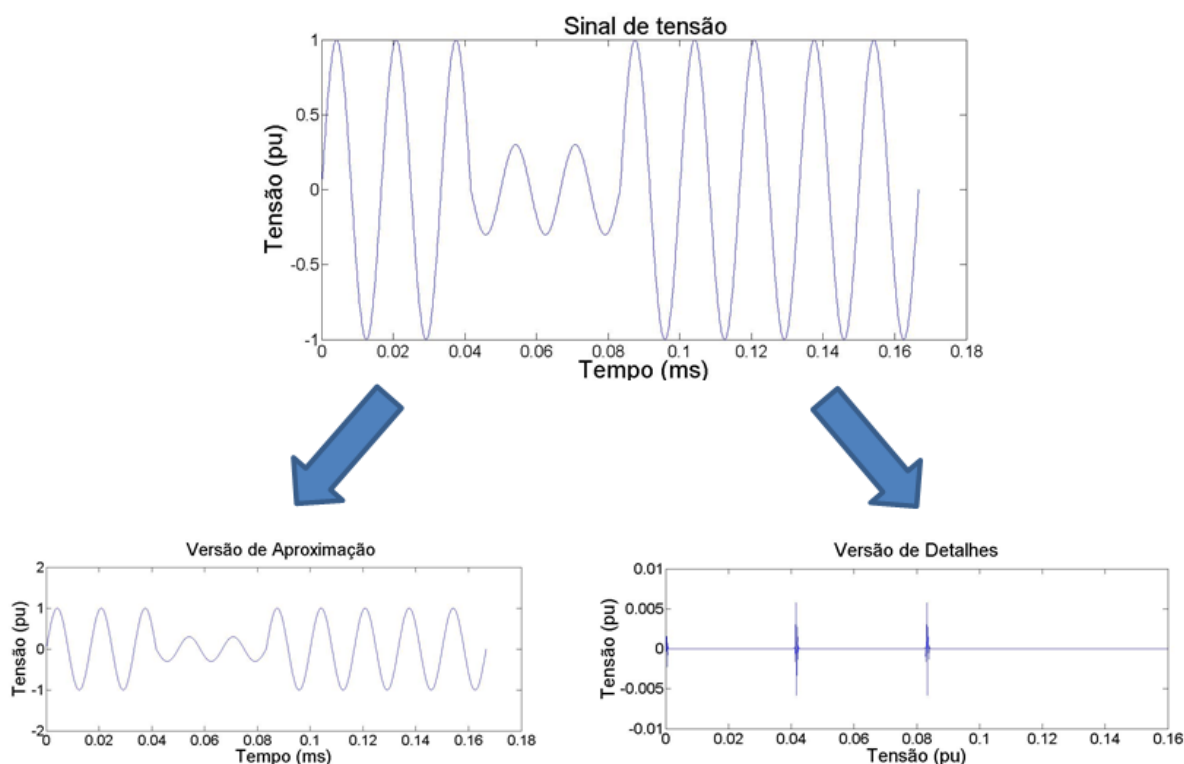 Sinal de tensão
Tensão (pu)
1
0.5
0
-0.5
-1
0 0.02 0.04 0.06 0.08 0.1 0.12 0.14 0.16 0.18
Tempo (ms)
Versão de Aproximação
Tensão (pu)
2
1
0
-1
-2
0 0.02 0.04 0.06 0.08 0.1 0.12 0.14 0.16 0.18
Tempo (ms)
Versão de Detalhes
Tensão (pu)
0.01
0.005
0
-0.005
-0.01
0 0.02 0.04 0.06 0.08 0.1 0.12 0.14 0.16
Tensão (pu)